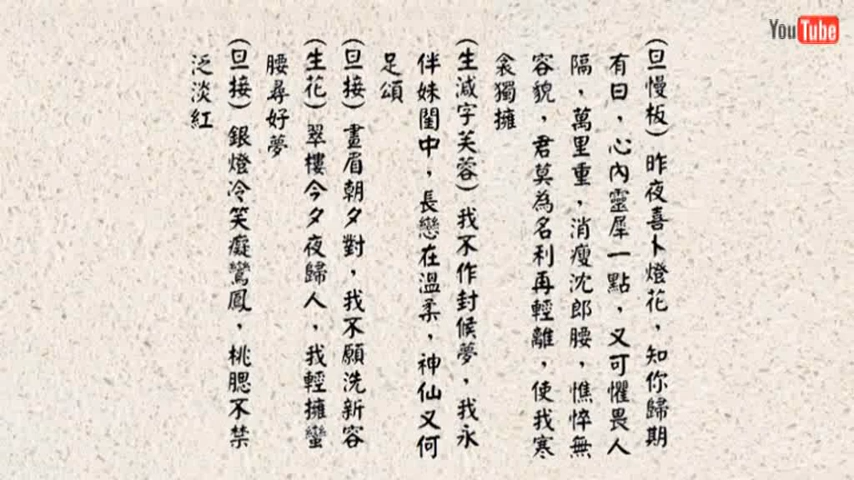 YouTube
(旦慢板)昨夜喜卜燈花,知你歸期
有日,心內靈犀一點,又可懼畏人
隔,萬里重,消瘦沈郎腰,憔悴無
容貌,君莫為名利再輕離,使我寒
衾獨擁
(生減字芙蓉)我不作封候夢,我永
伴妹閨中,長戀在溫柔,神仙又何
足頌
(旦接)畫眉朝夕對,我不願洗新容
(生花)翠樓今夕夜歸人,我輕擁蠻
腰尋好夢
(旦接)銀燈冷笑癡鸞鳳,桃腮不禁
泛淡紅